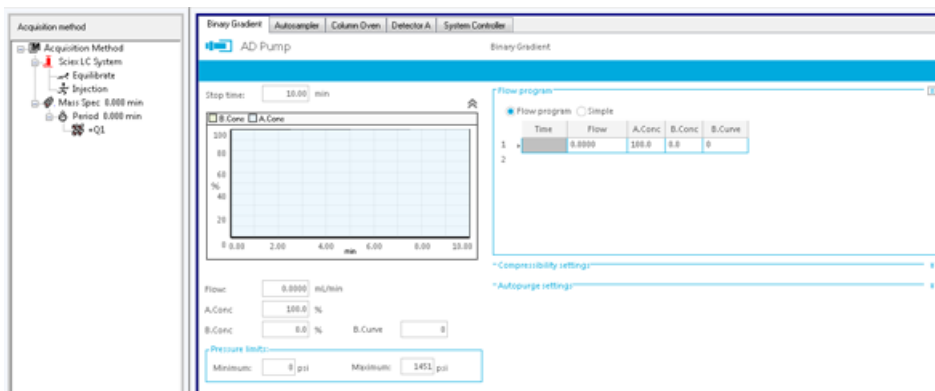 Acquisition method
Acquisition Method
Sciex LC System
Equilibrate
Injection
Mass Spec 0.000 min
Period 0.000 min
+Q1
Binary Gradient Autosampler Column Oven Detector A System Controller
AD Pump Binary Gradient
Stop time: 10.00 min
B.Conc A.Conc
100
80
60
%
40
20
0 0.00 2.00 4.00 6.00 8.00 10.00
min
Flow: 0.0000 mL/min
A.Conc 100.0 %
B.Conc 0.0 % B.Curve 0
Pressure limits:
Minimum: 0 psi Maximum: 1451 psi
Flow program
Flow program Simple
Time Flow A.Conc B.Conc B.Curve
1 0.0000 100.0 0.0 0
2
Compressibility settings
Autopurge settings